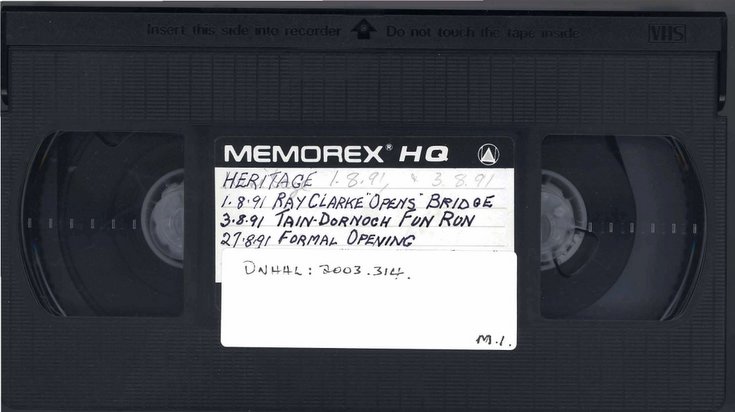 Insert this side into recorder Do not touch the tape inside VHS
MEMOREX® HQ
HERITAGE 1.8.91, & 3.8.91
1.8.91 RAY CLARKE "OPENS" BRIDGE
3.8.91 TAIN-DORNOCH FUN RUN
27.8.91 FORMAL OPENING
DNHAL: 2003.314.
M.1.